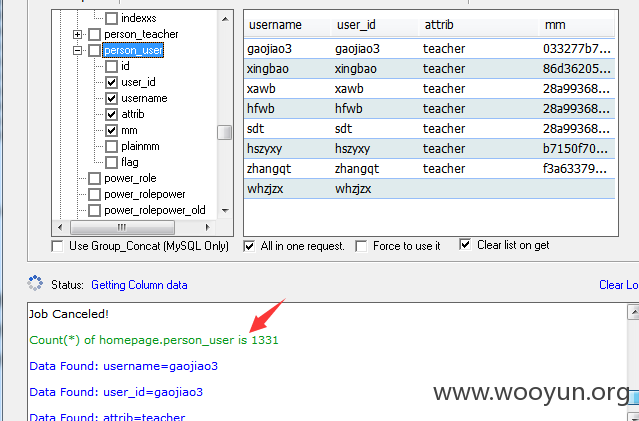 indexxs
person_teacher
person_user
id
user_id
username
attrib
mm
plainmm
flag
power_role
power_rolepower
power_rolepower_old
username user_id attrib mm
gaojiao3 gaojiao3 teacher 033277b7...
xingbao xingbao teacher 86d36205...
xawb xawb teacher 28a99368...
hfwb hfwb teacher 28a99368...
sdt sdt teacher 28a99368...
hszyxy hszyxy teacher b7150f70...
zhangqt zhangqt teacher f3a63379...
whzjzx whzjzx
Use Group_Concat (MySQL Only) All in one request. Force to use it Clear list on get
Status: Getting Column data Clear Lo
Job Canceled!
Count(*) of homepage.person_user is 1331
Data Found: username=gaojiao3
Data Found: user_id=gaojiao3
Data Found: attrib=teacher
www.wooyun.org